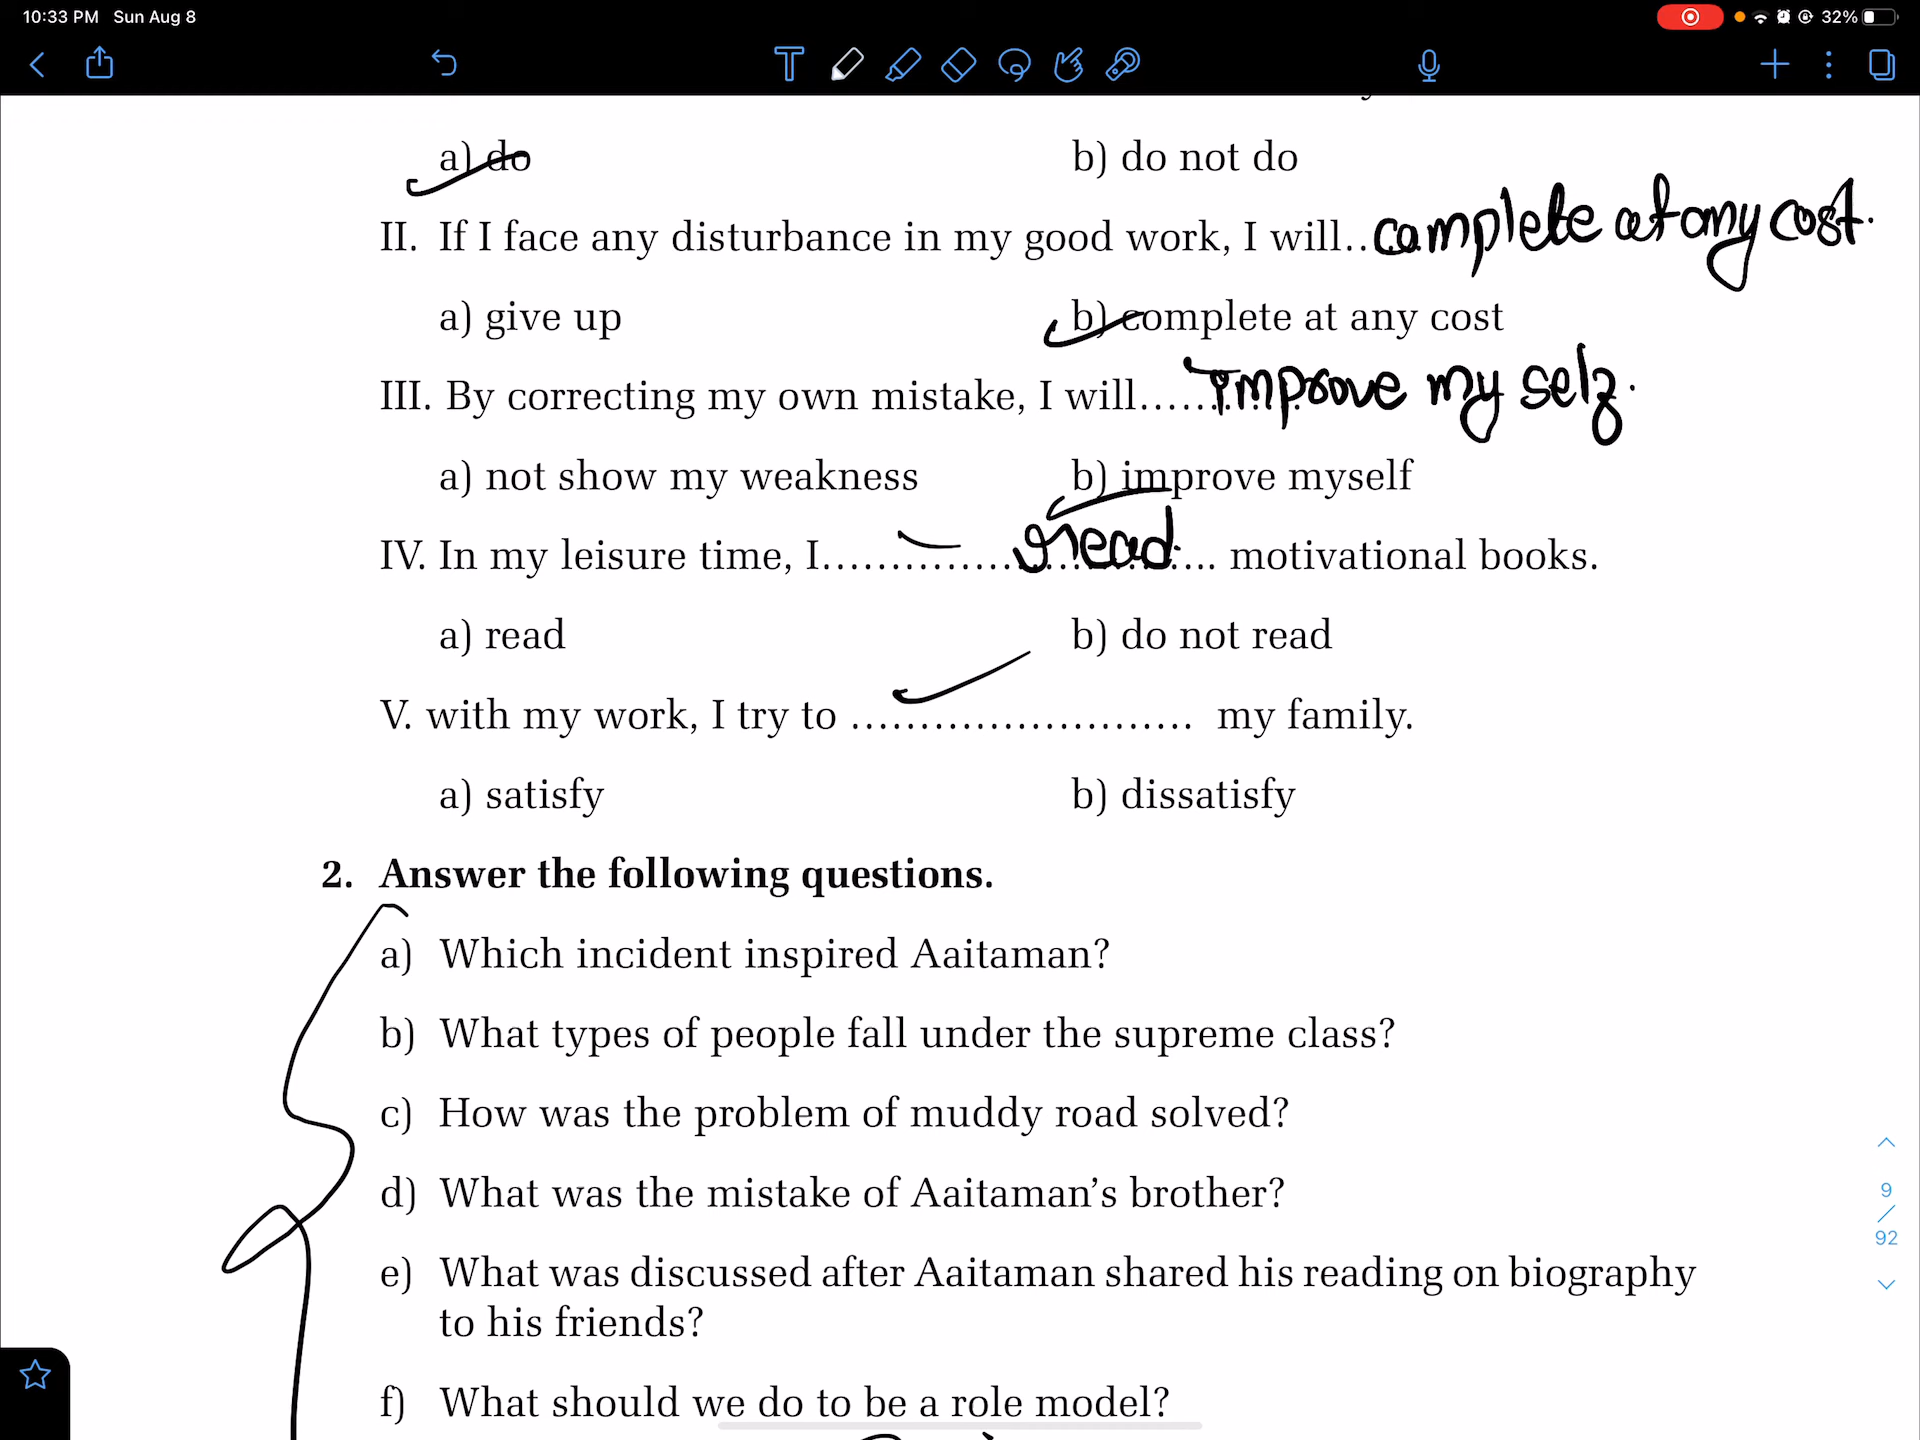 10:33 PM Sun Aug 8 32%
a) do b) do not do
II. If I face any disturbance in my good work, I will.. complete at any cost.
a) give up b) complete at any cost
III. By correcting my own mistake, I will.......... improve my self.
a) not show my weakness b) improve myself
IV. In my leisure time, I............................. motivational books. read
a) read b) do not read
V. with my work, I try to ......................... my family.
a) satisfy b) dissatisfy
2. Answer the following questions.
a) Which incident inspired Aaitaman?
b) What types of people fall under the supreme class?
c) How was the problem of muddy road solved?
d) What was the mistake of Aaitaman's brother?
e) What was discussed after Aaitaman shared his reading on biography
to his friends?
f) What should we do to be a role model?
9
/
92